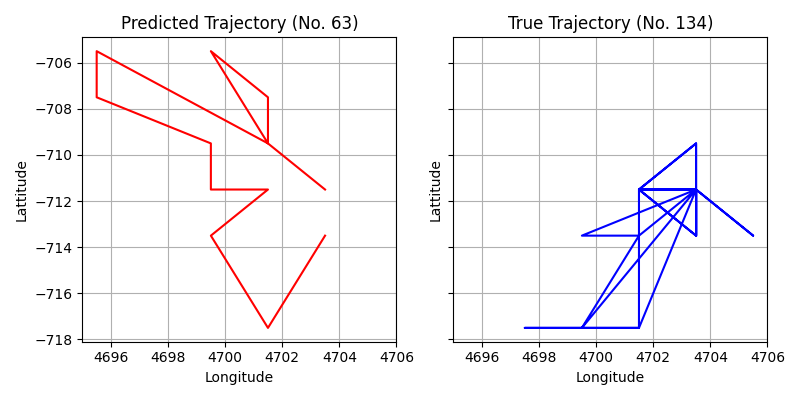 Predicted Trajectory (No. 63)
Lattitude
−706
−708
−710
−712
−714
−716
−718
4696 4698 4700 4702 4704 4706
Longitude
True Trajectory (No. 134)
Lattitude
4696 4698 4700 4702 4704 4706
Longitude